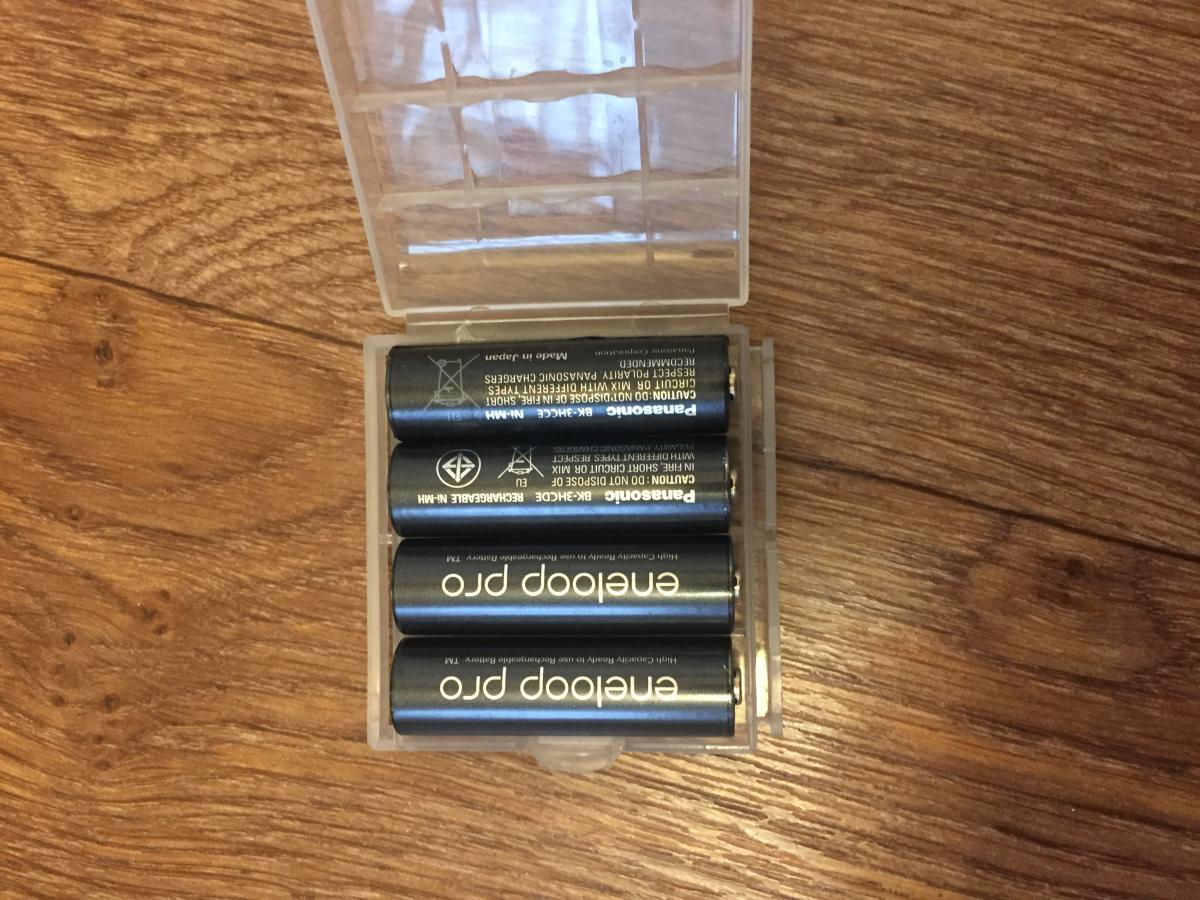 eneloop pro
High Capacity Ready to use Rechargeable Battery TM
eneloop pro
High Capacity Ready to use Rechargeable Battery TM
Panasonic BK-3HCDE RECHARGEABLE Ni-MH
CAUTION: DO NOT DISPOSE OF
IN FIRE, SHORT CIRCUIT OR MIX
WITH DIFFERENT TYPES. RESPECT
POLARITY. PANASONIC CHARGERS
EU
Panasonic BK-3HCCE Ni-MH
CAUTION: DO NOT DISPOSE OF IN FIRE, SHORT
CIRCUIT OR MIX WITH DIFFERENT TYPES.
RESPECT POLARITY. PANASONIC CHARGERS
RECOMMENDED
EU
Panasonic Corporation Made in Japan